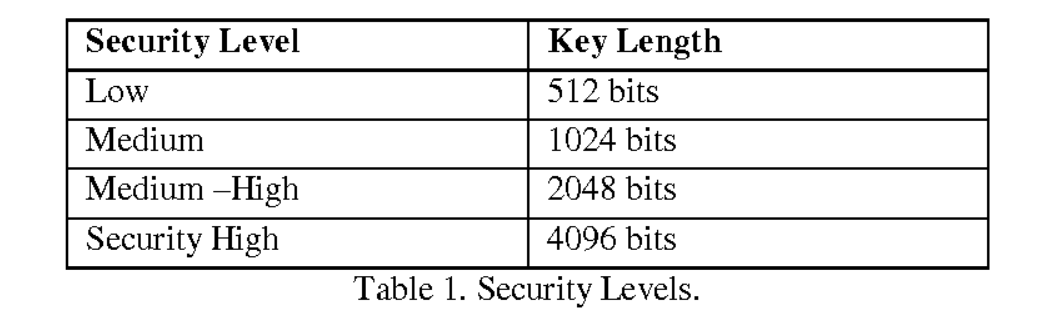 Security Level Key Length
Low 512 bits
Medium 1024 bits
Medium –High 2048 bits
Security High 4096 bits
Table 1. Security Levels.